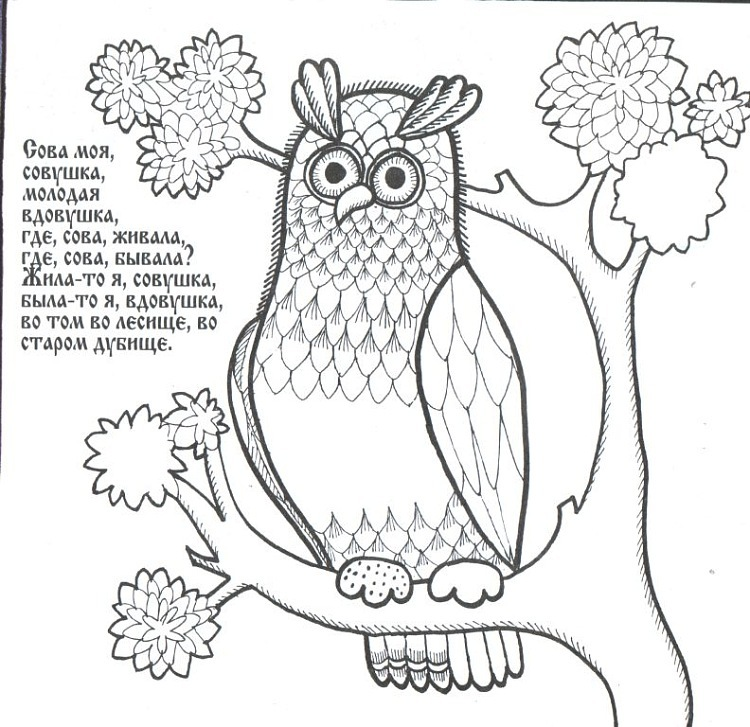 Сова моя,
совушка,
молодая
вдовушка,
где, сова, живала,
где, сова, бывала?
Жила-то я, совушка,
была-то я, вдовушка,
во том во лесище, во
старом дубище.